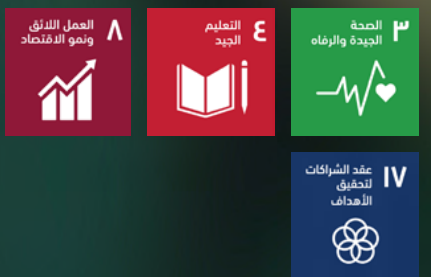 ٣ الصحة
الجيدة والرفاه
٤ التعليم
الجيد
٨ العمل اللائق
ونمو الاقتصاد
١٧ عقد الشراكات
لتحقيق
الأهداف